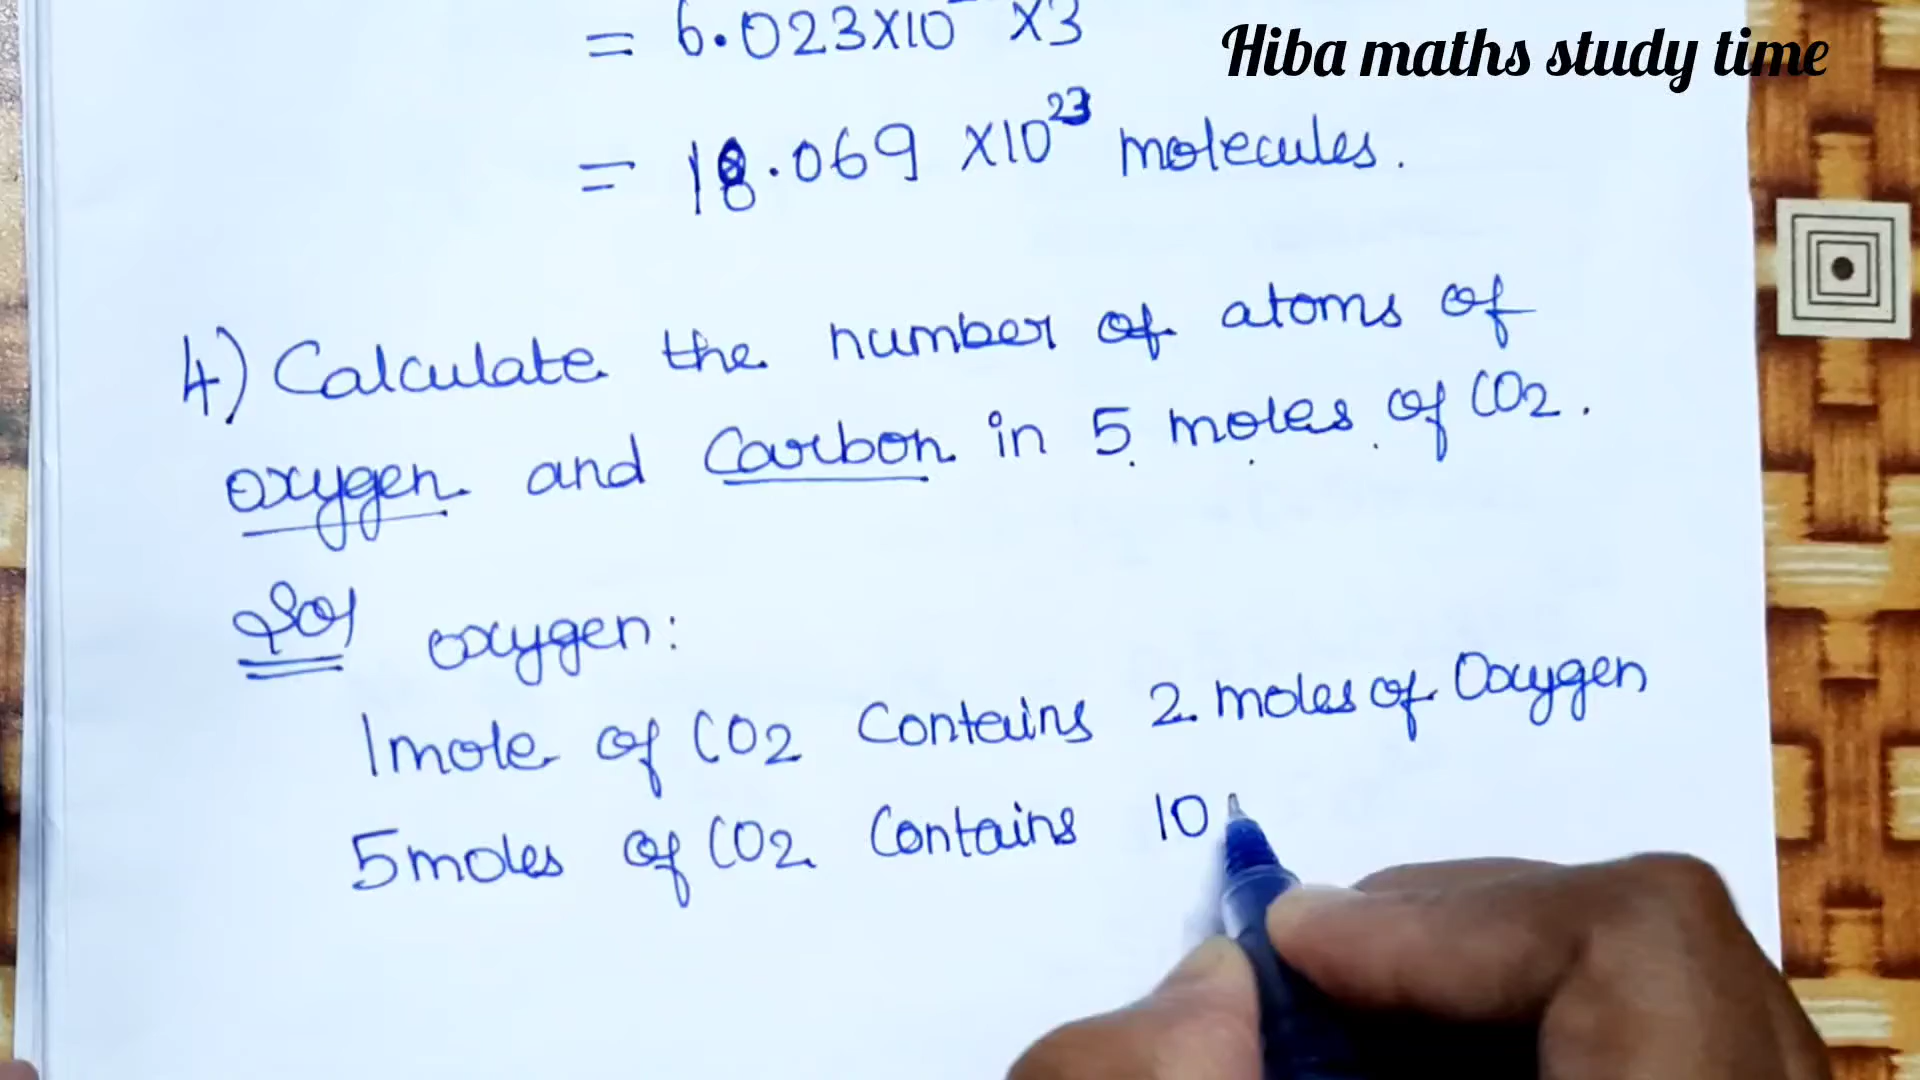 = 6.023X10 X3
Hiba maths study time
= 18.069 X10²³ molecules.
4) Calculate the number of atoms of
oxygen and Carbon in 5 moles of CO2.
Sol oxygen:
1mole of CO2 Contains 2 moles of Oxygen
5moles of CO2 Contains 10